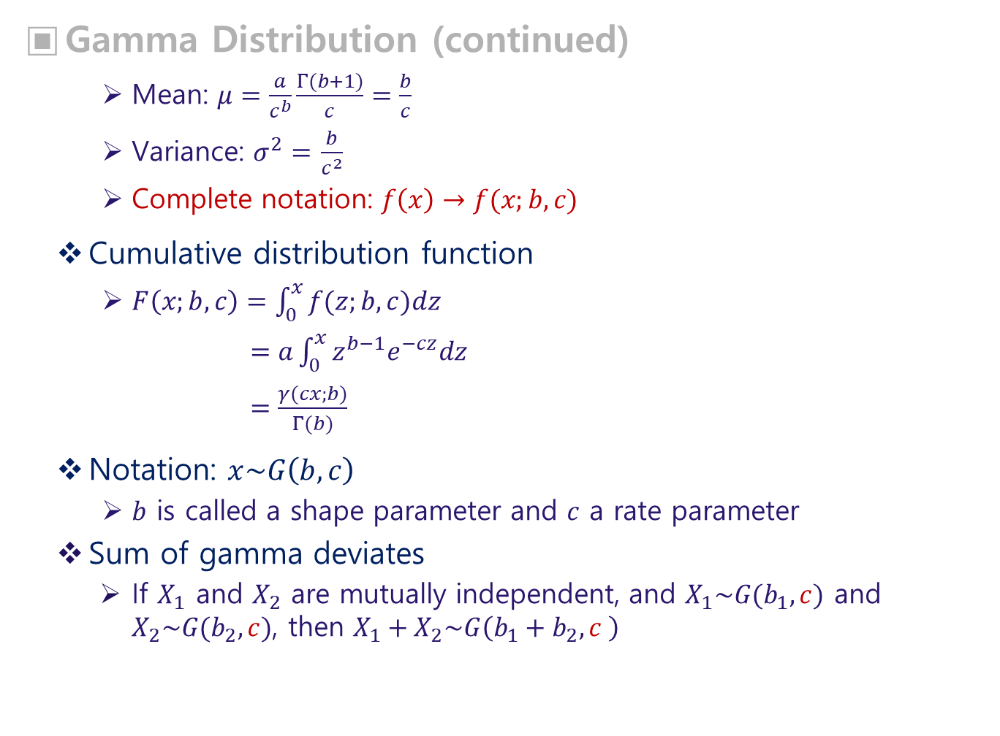 ▣ Gamma Distribution (continued)
➢ Mean: $\mu = \frac{a}{c^b}\frac{\Gamma(b+1)}{c} = \frac{b}{c}$
➢ Variance: $\sigma^2 = \frac{b}{c^2}$
➢ Complete notation: $f(x) \rightarrow f(x; b, c)$
❖ Cumulative distribution function
➢ $F(x; b, c) = \int_0^x f(z; b, c)dz$
$= a \int_0^x z^{b-1} e^{-cz} dz$
$= \frac{\gamma(cx;b)}{\Gamma(b)}$
❖ Notation: $x \sim G(b, c)$
➢ $b$ is called a shape parameter and $c$ a rate parameter
❖ Sum of gamma deviates
➢ If $X_1$ and $X_2$ are mutually independent, and $X_1 \sim G(b_1, c)$ and
$X_2 \sim G(b_2, c)$, then $X_1 + X_2 \sim G(b_1 + b_2, c)$